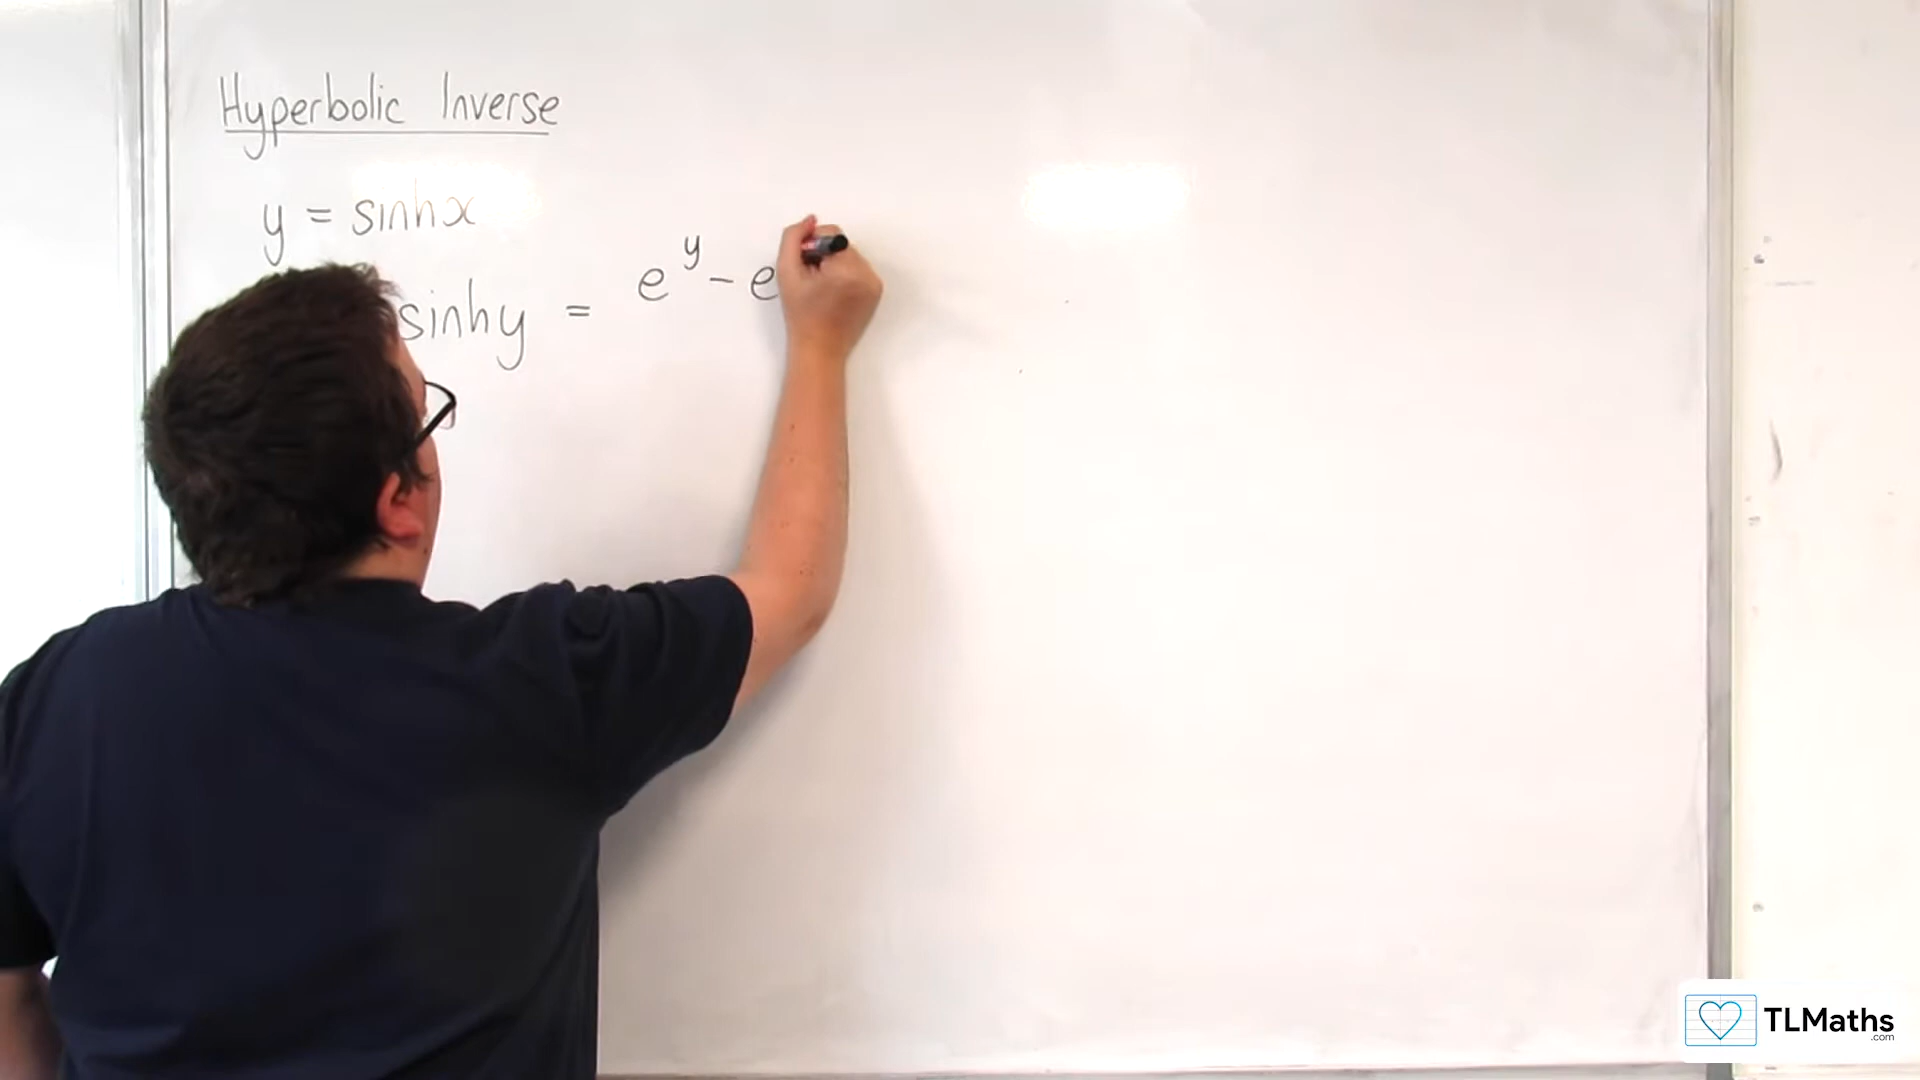 Hyperbolic Inverse
y = sinhx
sinhy = e^y - e
TLMaths
.com